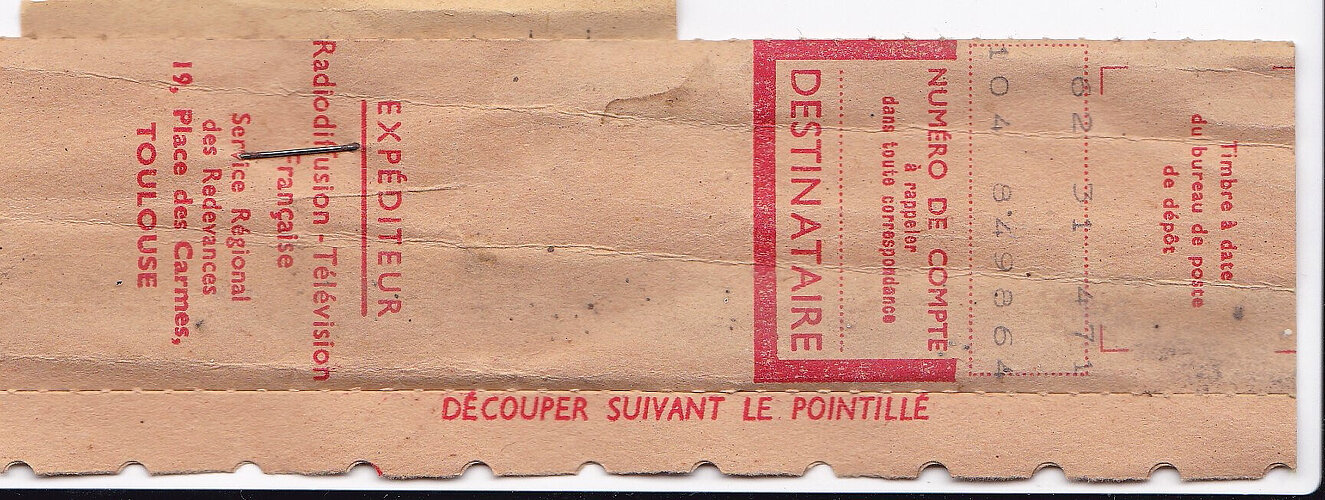 Timbre à date
du bureau de poste
de dépôt
62 31 471
104 849864
NUMÉRO DE COMPTE
à rappeler
dans toute correspondance
DESTINATAIRE
EXPÉDITEUR
Radiodiffusion-Télévision
Française
Service Régional
des Redevances
19, Place des Carmes,
TOULOUSE
DÉCOUPER SUIVANT LE POINTILLÉ